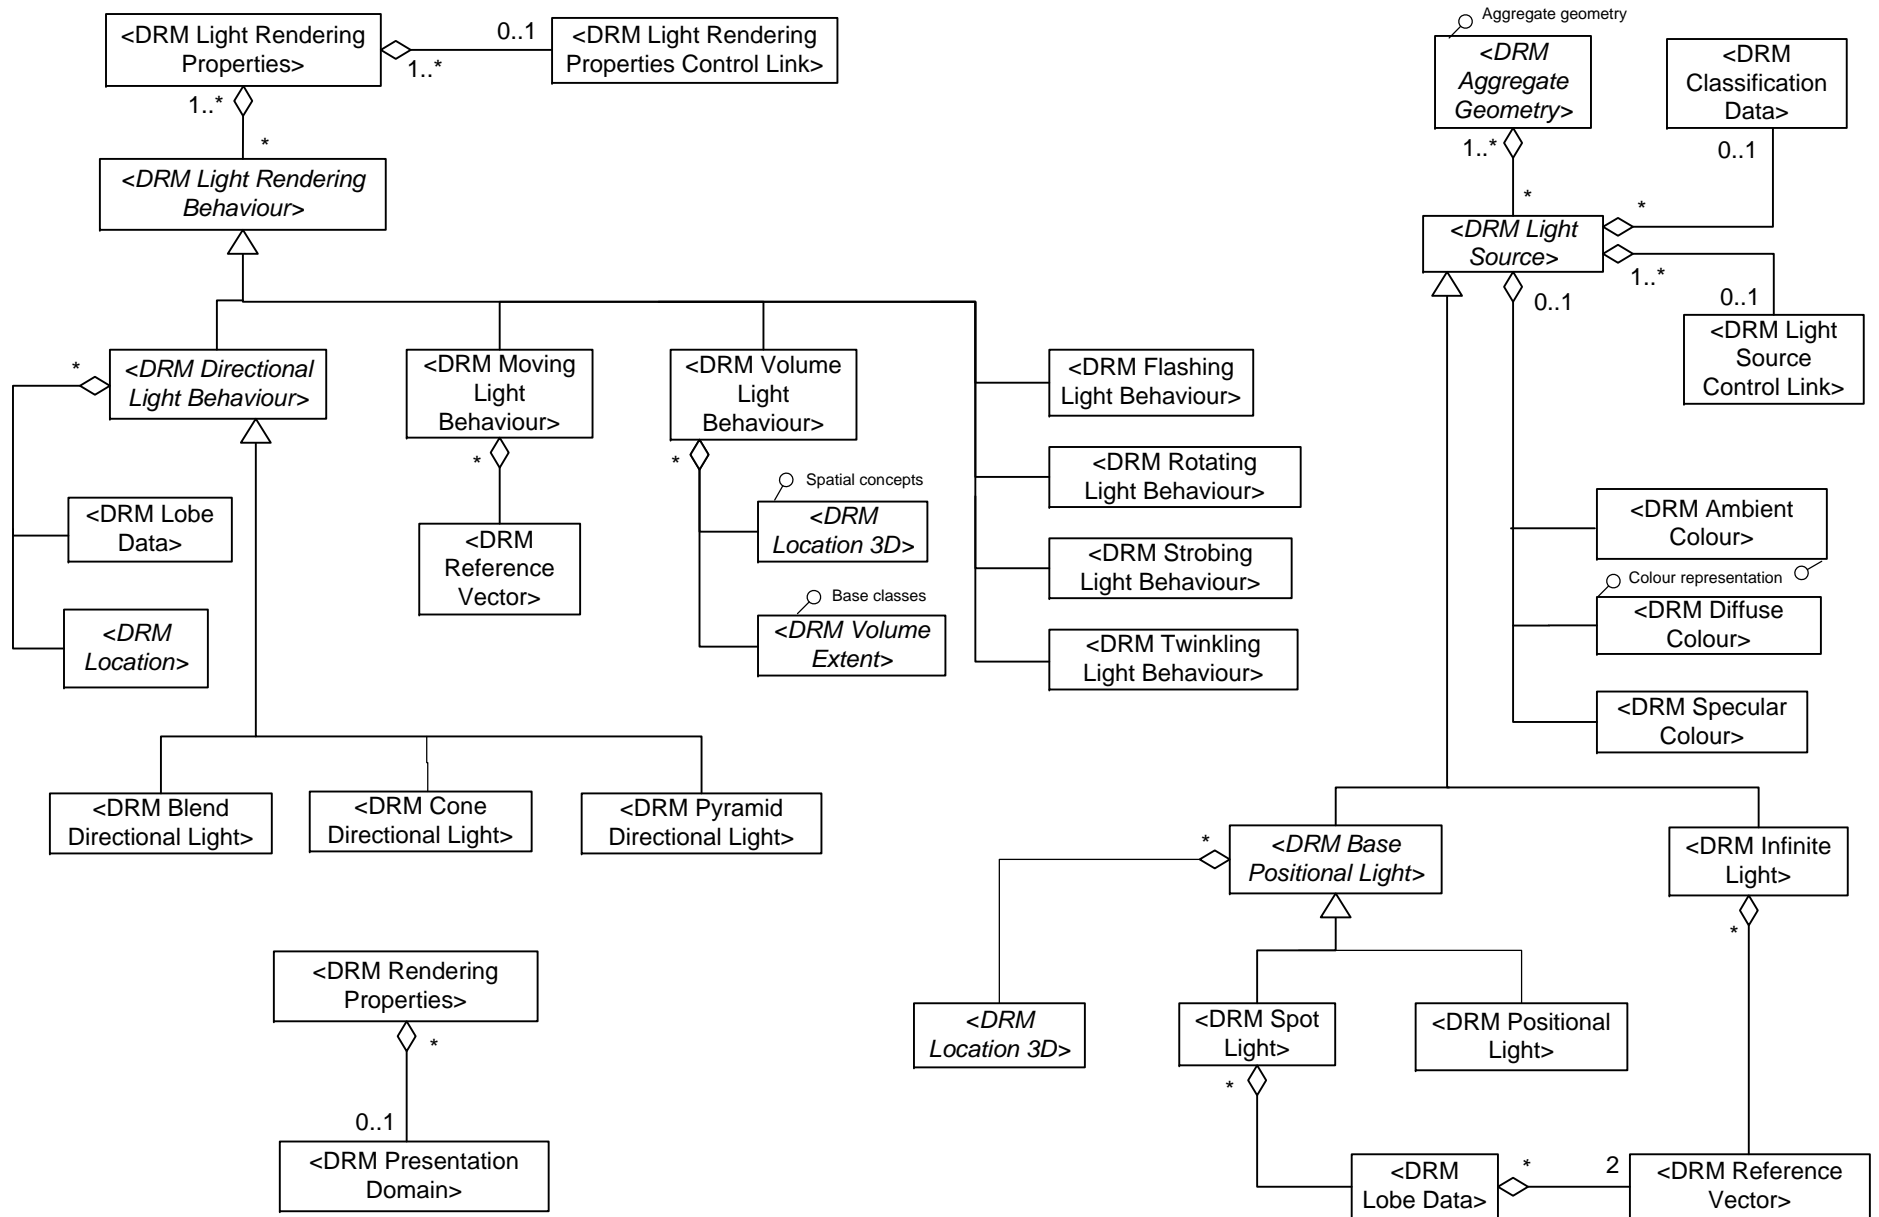 <DRM Light Rendering
Properties>
1..*
0..1
<DRM Light Rendering
Properties Control Link>
1..*
*
<DRM Light Rendering
Behaviour>
*
<DRM Directional
Light Behaviour>
<DRM Moving
Light
Behaviour>
<DRM Volume
Light
Behaviour>
<DRM Flashing
Light Behaviour>
<DRM Rotating
Light Behaviour>
<DRM Strobing
Light Behaviour>
<DRM Twinkling
Light Behaviour>
<DRM Lobe
Data>
<DRM
Location>
*
<DRM
Reference
Vector>
*
Spatial concepts
<DRM
Location 3D>
Base classes
<DRM Volume
Extent>
<DRM Blend
Directional Light>
<DRM Cone
Directional Light>
<DRM Pyramid
Directional Light>
<DRM Rendering
Properties>
*
0..1
<DRM Presentation
Domain>
Aggregate geometry
<DRM
Aggregate
Geometry>
1..*
*
<DRM
Classification
Data>
0..1
*
<DRM Light
Source>
1..*
0..1
0..1
<DRM Light
Source
Control Link>
<DRM Ambient
Colour>
Colour representation
<DRM Diffuse
Colour>
<DRM Specular
Colour>
*
<DRM Base
Positional Light>
<DRM Infinite
Light>
*
<DRM
Location 3D>
<DRM Spot
Light>
<DRM Positional
Light>
*
<DRM
Lobe Data>
*
2
<DRM Reference
Vector>